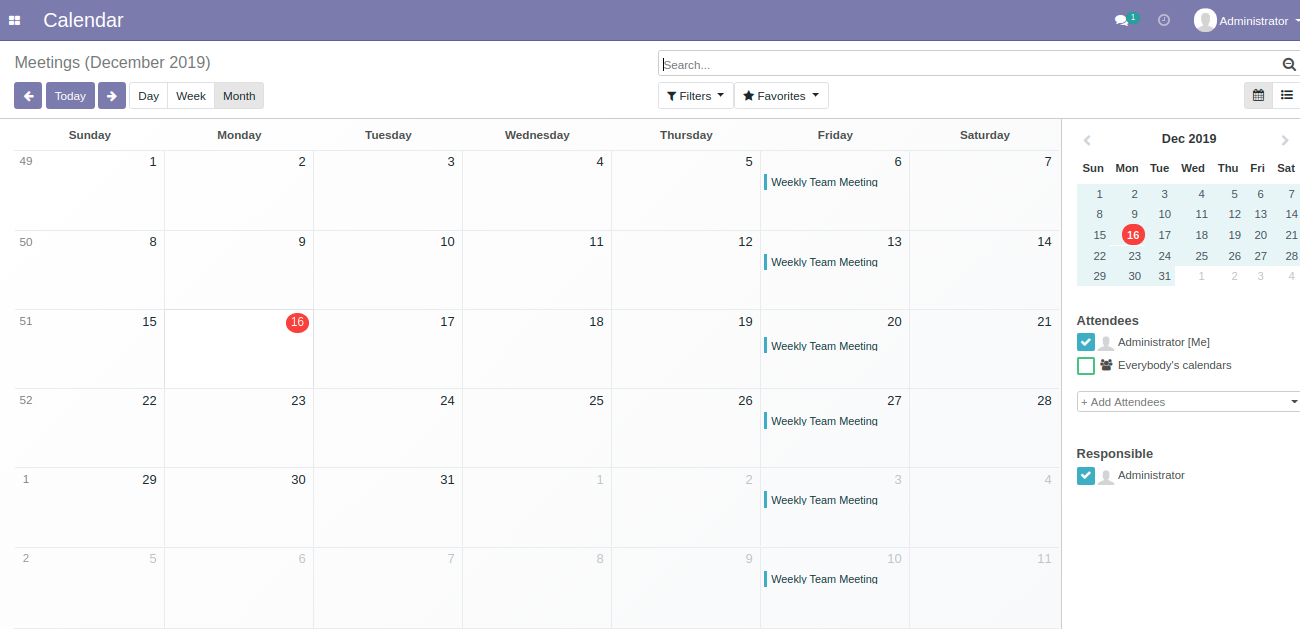 Calendar
1
Administrator
Meetings (December 2019)
Search...
Today
Day
Week
Month
Filters
Favorites
Sunday Monday Tuesday Wednesday Thursday Friday Saturday
49 1 2 3 4 5 6 7
Weekly Team Meeting
50 8 9 10 11 12 13 14
Weekly Team Meeting
51 15 16 17 18 19 20 21
Weekly Team Meeting
52 22 23 24 25 26 27 28
Weekly Team Meeting
1 29 30 31 1 2 3 4
Weekly Team Meeting
2 5 6 7 8 9 10 11
Weekly Team Meeting
Dec 2019
Sun Mon Tue Wed Thu Fri Sat
1 2 3 4 5 6 7
8 9 10 11 12 13 14
15 16 17 18 19 20 21
22 23 24 25 26 27 28
29 30 31 1 2 3 4
Attendees
Administrator [Me]
Everybody's calendars
+ Add Attendees
Responsible
Administrator